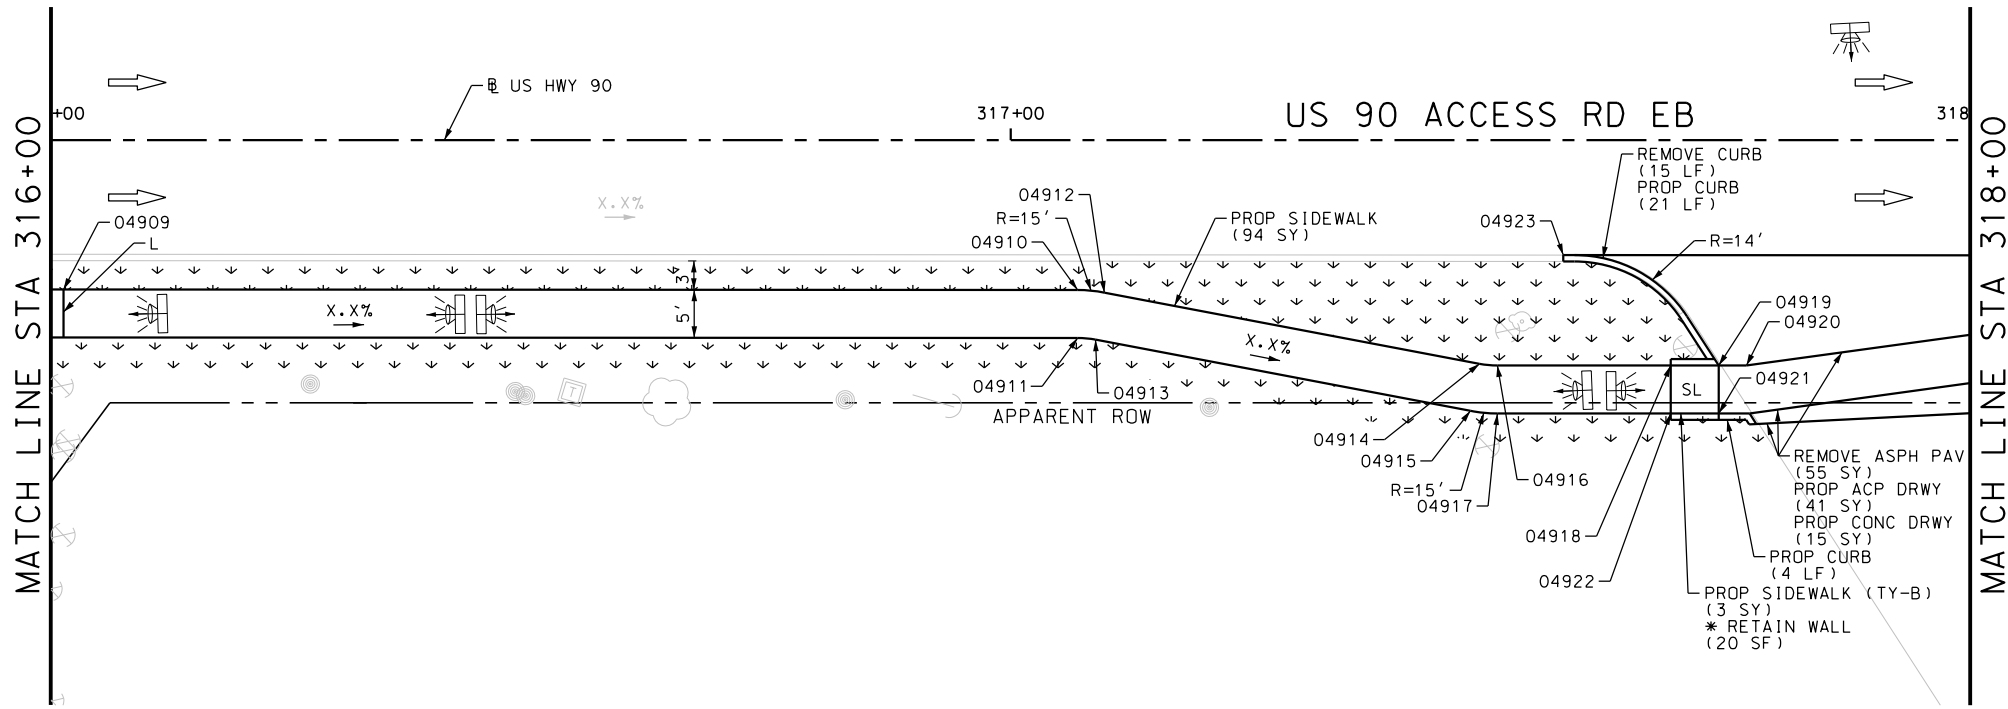 MATCH LINE STA 316+00
+00
℄ US HWY 90
317+00
US 90 ACCESS RD EB
318
MATCH LINE STA 318+00
04909
L
X.X%
X.X%
3'
5'
04912
R=15'
04910
PROP SIDEWALK
(94 SY)
04923
REMOVE CURB
(15 LF)
PROP CURB
(21 LF)
R=14'
04919
04920
X.X%
04911
04913
APPARENT ROW
T
SL
04921
04914
04915
R=15'
04917
04916
04918
04922
REMOVE ASPH PAV
(55 SY)
PROP ACP DRWY
(41 SY)
PROP CONC DRWY
(15 SY)
PROP CURB
(4 LF)
PROP SIDEWALK (TY-B)
(3 SY)
* RETAIN WALL
(20 SF)